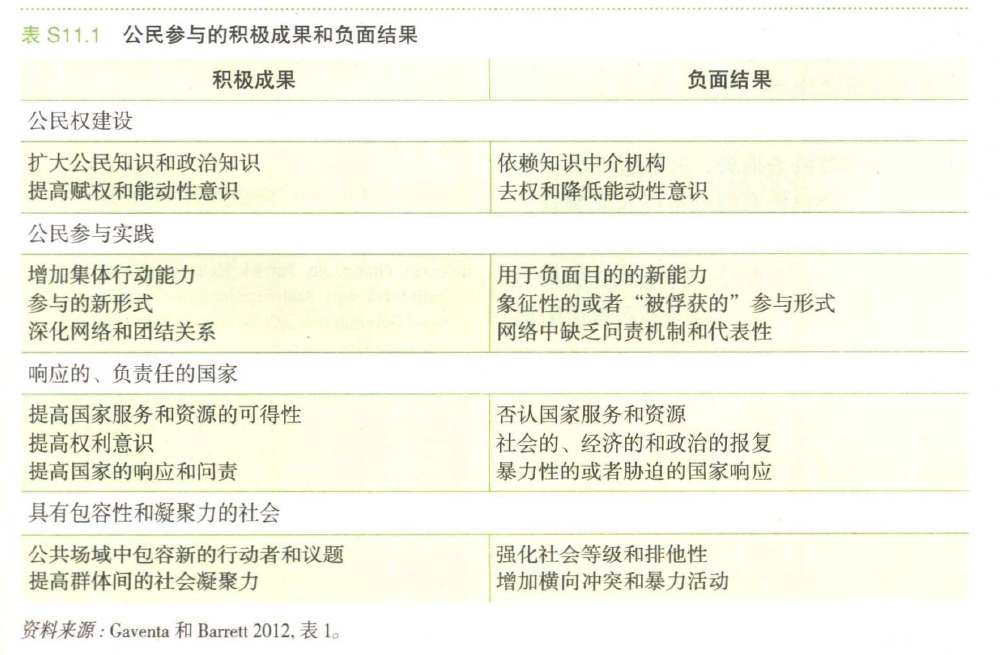 表 S11.1 公民参与的积极成果和负面结果
积极成果 负面结果
公民权建设
扩大公民知识和政治知识 依赖知识中介机构
提高赋权和能动性意识 去权和降低能动性意识
公民参与实践
增加集体行动能力 用于负面目的的新能力
参与的新形式 象征性的或者“被俘获的”参与形式
深化网络和团结关系 网络中缺乏问责机制和代表性
响应的、负责任的国家
提高国家服务和资源的可得性 否认国家服务和资源
提高权利意识 社会的、经济的和政治的报复
提高国家的响应和问责 暴力性的或者胁迫的国家响应
具有包容性和凝聚力的社会
公共场域中包容新的行动者和议题 强化社会等级和排他性
提高群体间的社会凝聚力 增加横向冲突和暴力活动
资料来源：Gaventa 和 Barrett 2012, 表 1。